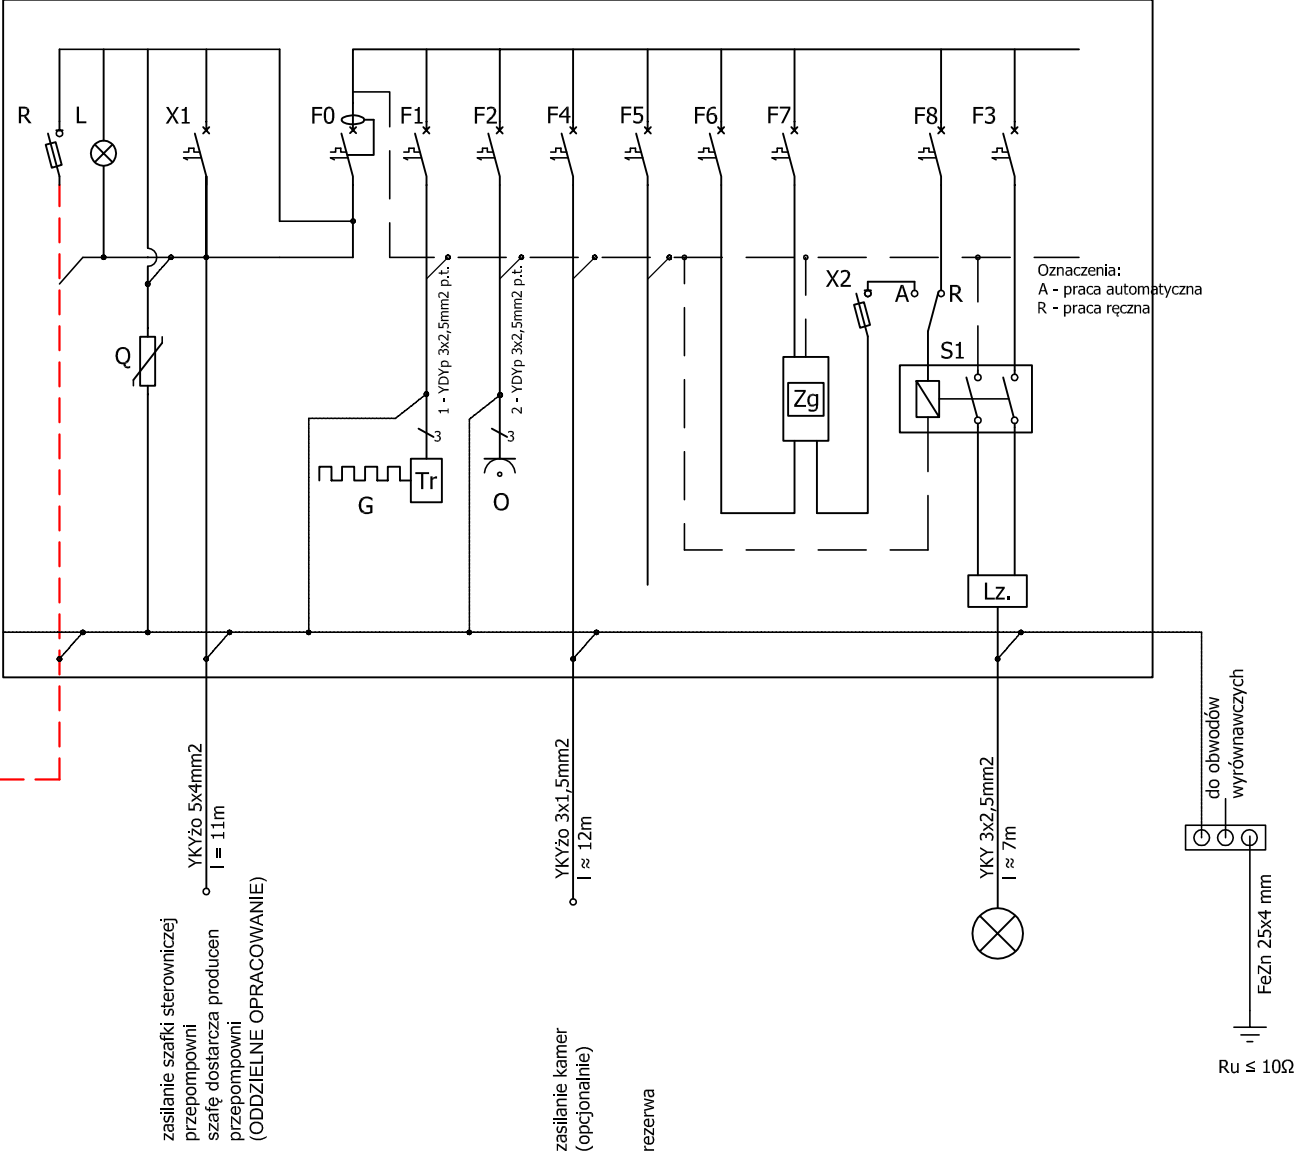 R
L
X1
F0
F1
F2
F4
F5
F6
F7
F8
F3
Oznaczenia:
A - praca automatyczna
R - praca ręczna
X2
A
R
S1
Q
Zg
1 - YDYp 3x2,5mm2 p.t.
2 - YDYp 3x2,5mm2 p.t.
3
3
Tr
G
O
Lz.
YKYżo 5x4mm2
l = 11m
YKYżo 3x1,5mm2
l ≈ 12m
YKY 3x2,5mm2
l ≈ 7m
do obwodów
wyrównawczych
FeZn 25x4 mm
Ru ≤ 10Ω
zasilanie szafki sterowniczej
przepompowni
szafę dostarcza producen
przepompowni
(ODDZIELNE OPRACOWANIE)
zasilanie kamer
(opcjonalnie)
rezerwa